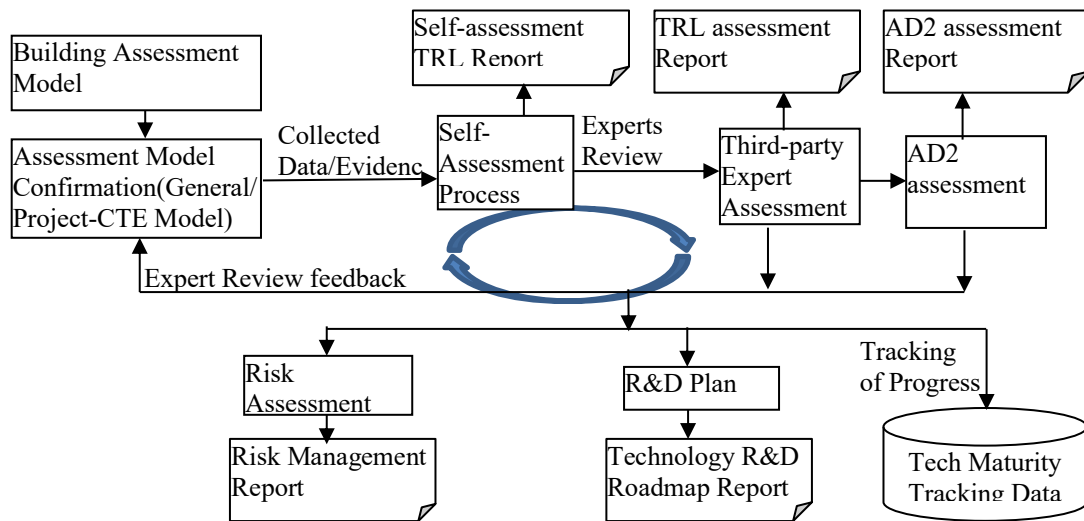 Building Assessment
Model
Self-assessment
TRL Report
TRL assessment
Report
AD2 assessment
Report
Assessment Model
Confirmation(General/
Project-CTE Model)
Collected
Data/Evidenc
Self-
Assessment
Process
Experts
Review
Third-party
Expert
Assessment
AD2
assessment
Expert Review feedback
Risk
Assessment
R&D Plan
Tracking
of Progress
Risk Management
Report
Technology R&D
Roadmap Report
Tech Maturity
Tracking Data